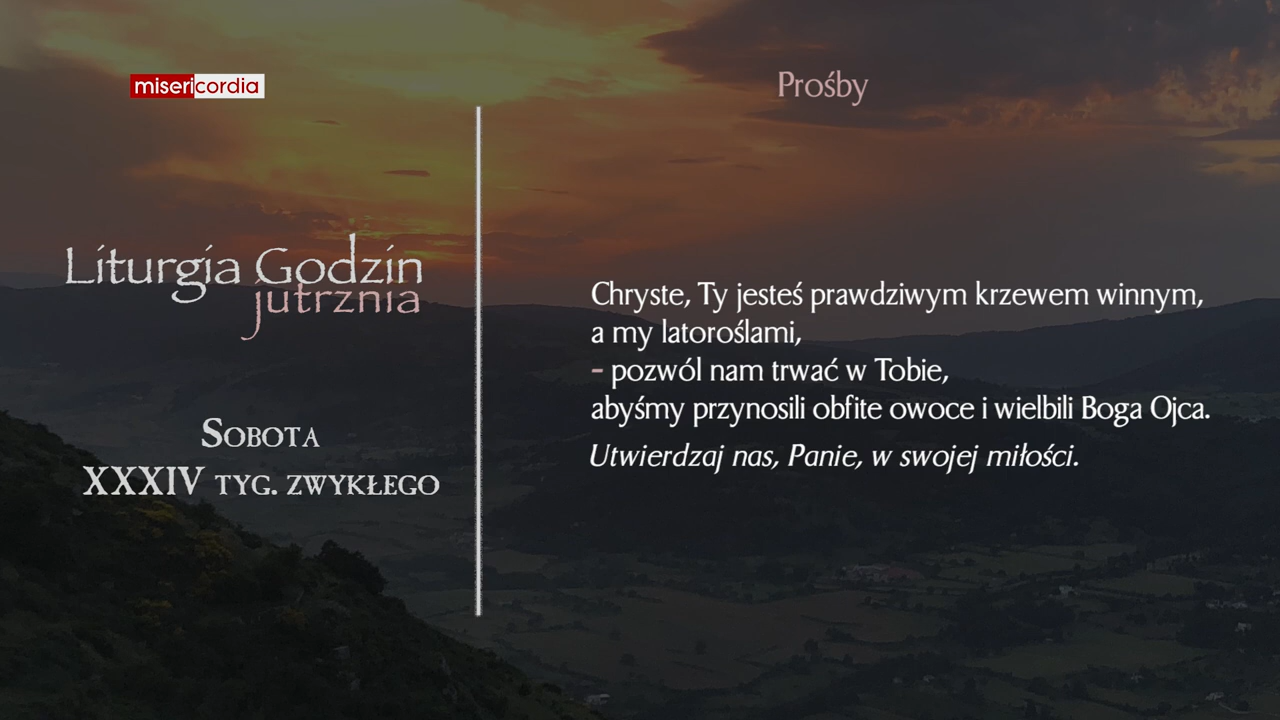 misericordia
Liturgia Godzin
jutrznia
Sobota
XXXIV tyg. zwykłego
Prośby
Chryste, Ty jesteś prawdziwym krzewem winnym,
a my latoroślami,
- pozwól nam trwać w Tobie,
abyśmy przynosili obfite owoce i wielbili Boga Ojca.
Utwierdzaj nas, Panie, w swojej miłości.